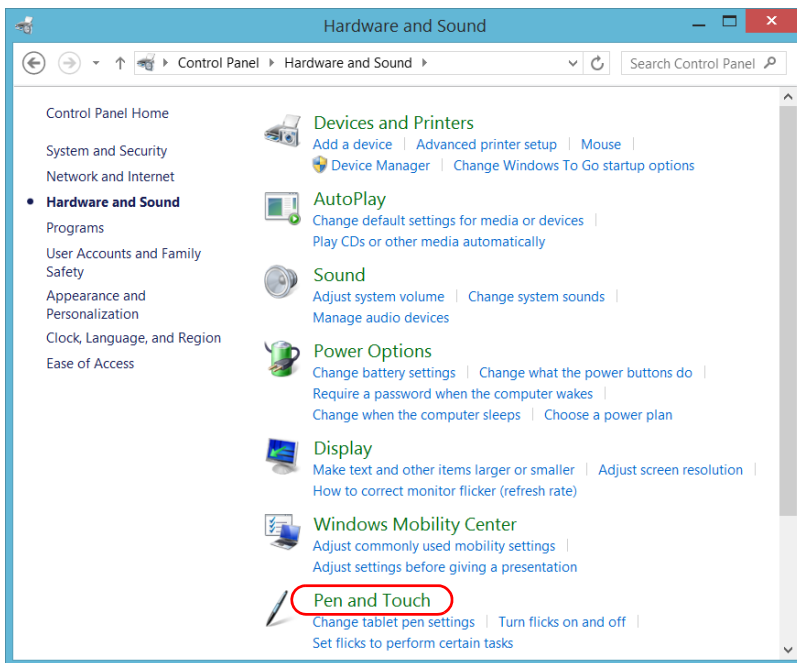 Hardware and Sound
Control Panel Hardware and Sound
Search Control Panel
Control Panel Home
System and Security
Network and Internet
Hardware and Sound
Programs
User Accounts and Family
Safety
Appearance and
Personalization
Clock, Language, and Region
Ease of Access
Devices and Printers
Add a device Advanced printer setup Mouse
Device Manager Change Windows To Go startup options
AutoPlay
Change default settings for media or devices
Play CDs or other media automatically
Sound
Adjust system volume Change system sounds
Manage audio devices
Power Options
Change battery settings Change what the power buttons do
Require a password when the computer wakes
Change when the computer sleeps Choose a power plan
Display
Make text and other items larger or smaller Adjust screen resolution
How to correct monitor flicker (refresh rate)
Windows Mobility Center
Adjust commonly used mobility settings
Adjust settings before giving a presentation
Pen and Touch
Change tablet pen settings Turn flicks on and off
Set flicks to perform certain tasks